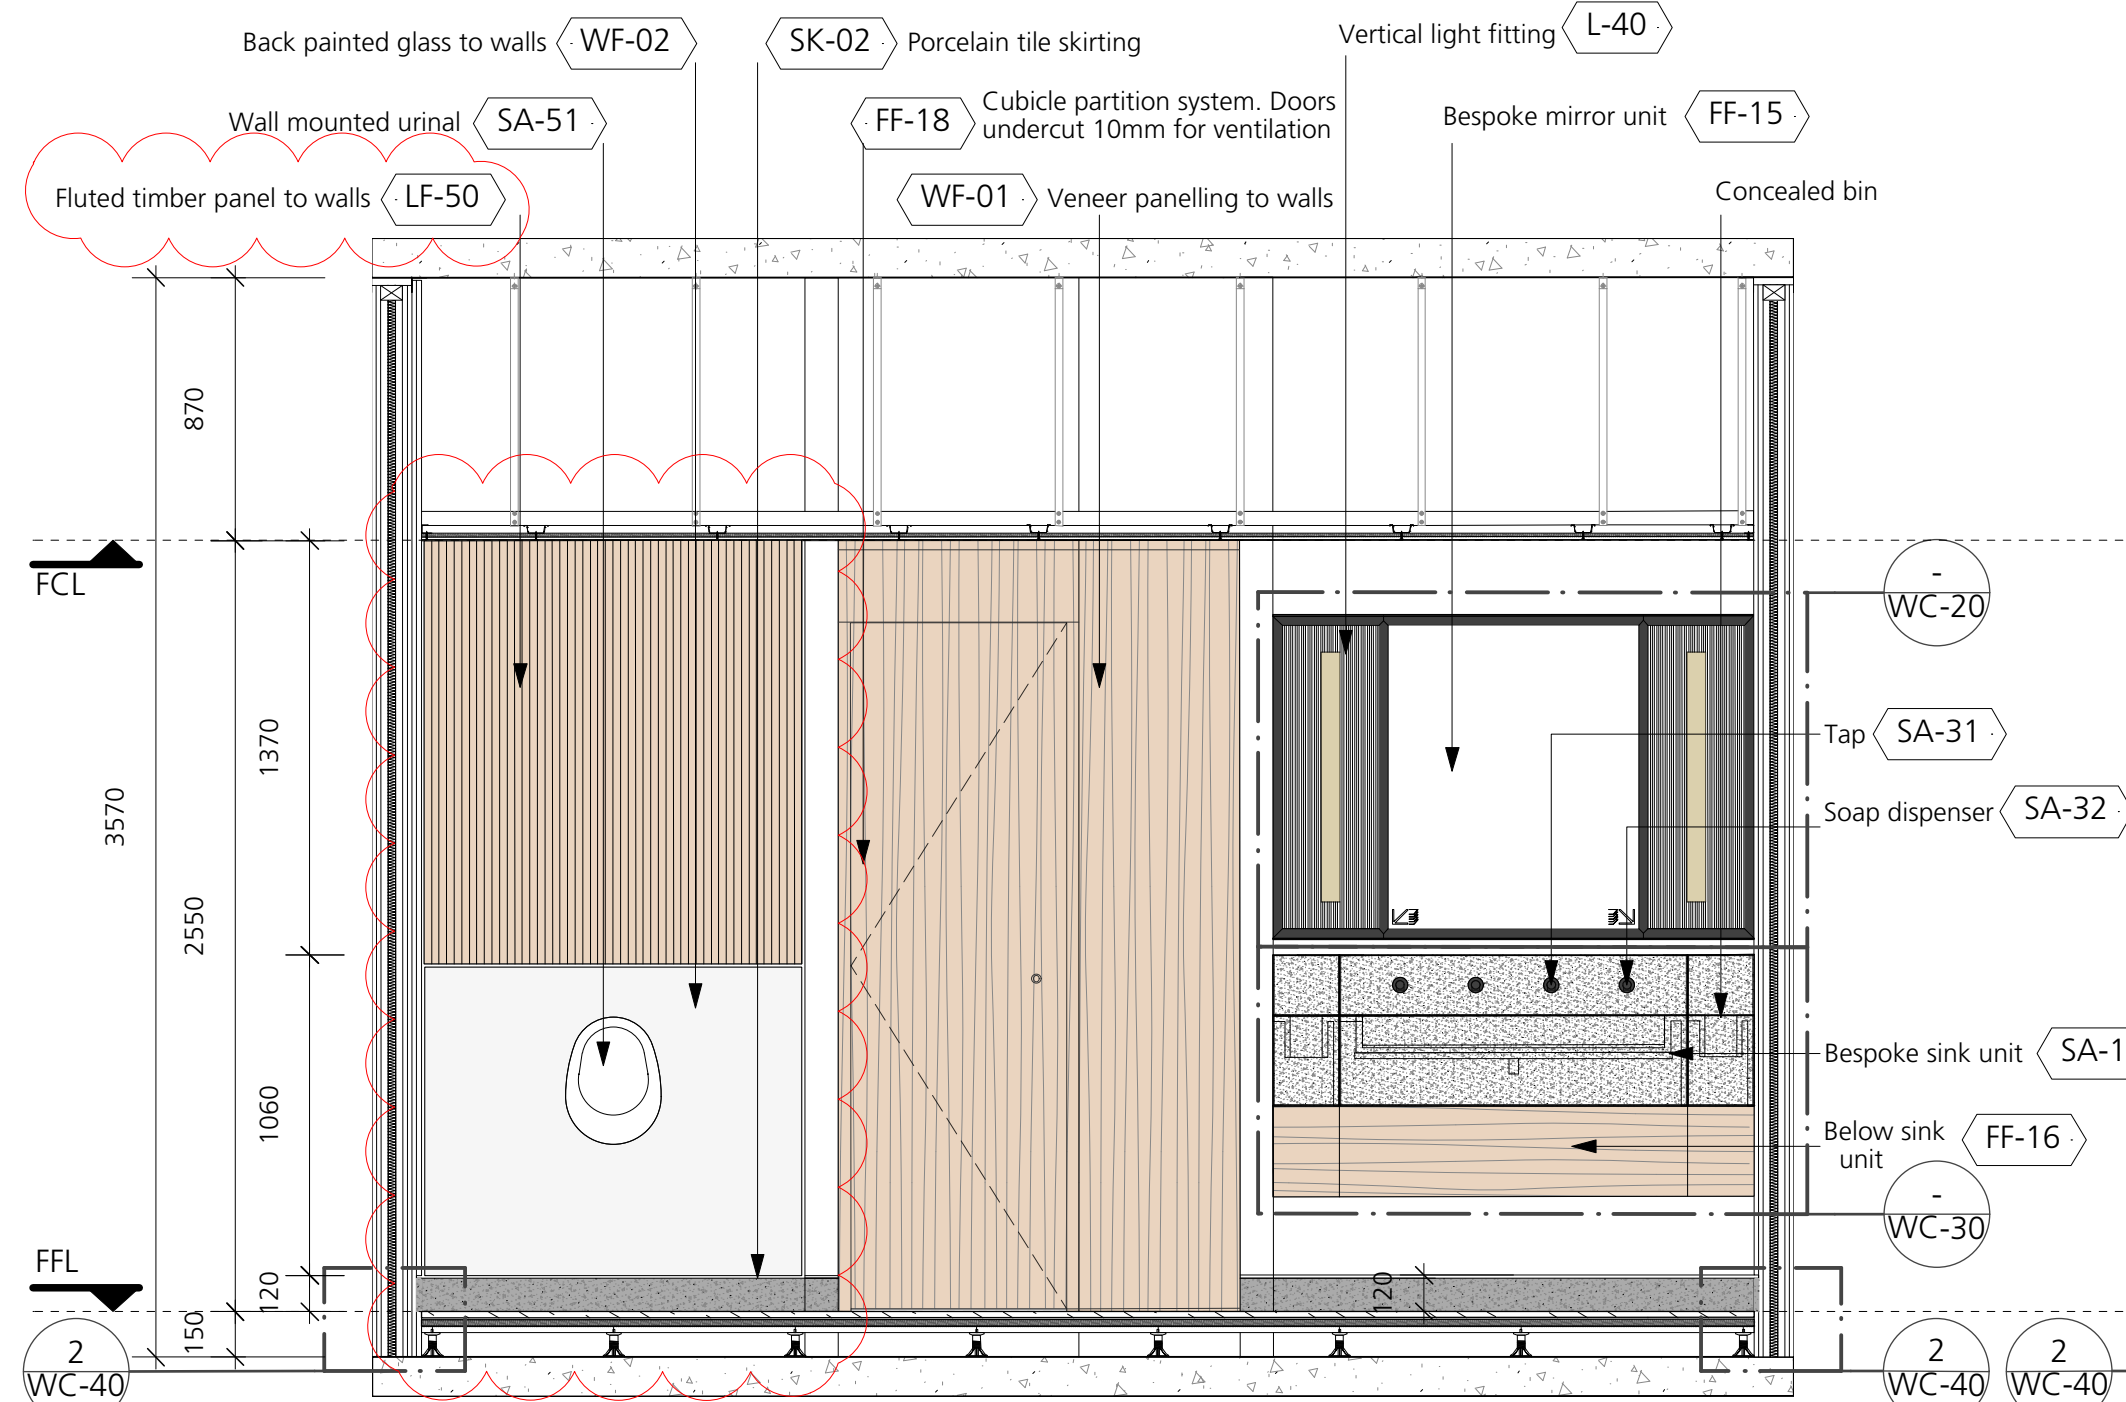 Back painted glass to walls WF-02
SK-02 Porcelain tile skirting
Vertical light fitting L-40
Wall mounted urinal SA-51
FF-18 Cubicle partition system. Doors
undercut 10mm for ventilation
Bespoke mirror unit FF-15
Fluted timber panel to walls LF-50
WF-01 Veneer panelling to walls
Concealed bin
870
FCL
-
WC-20
1370
Tap SA-31
3570
Soap dispenser SA-32
2550
Bespoke sink unit SA-1
1060
Below sink
unit
FF-16
-
WC-30
FFL
120
120
150
2
WC-40
2
WC-40
2
WC-40